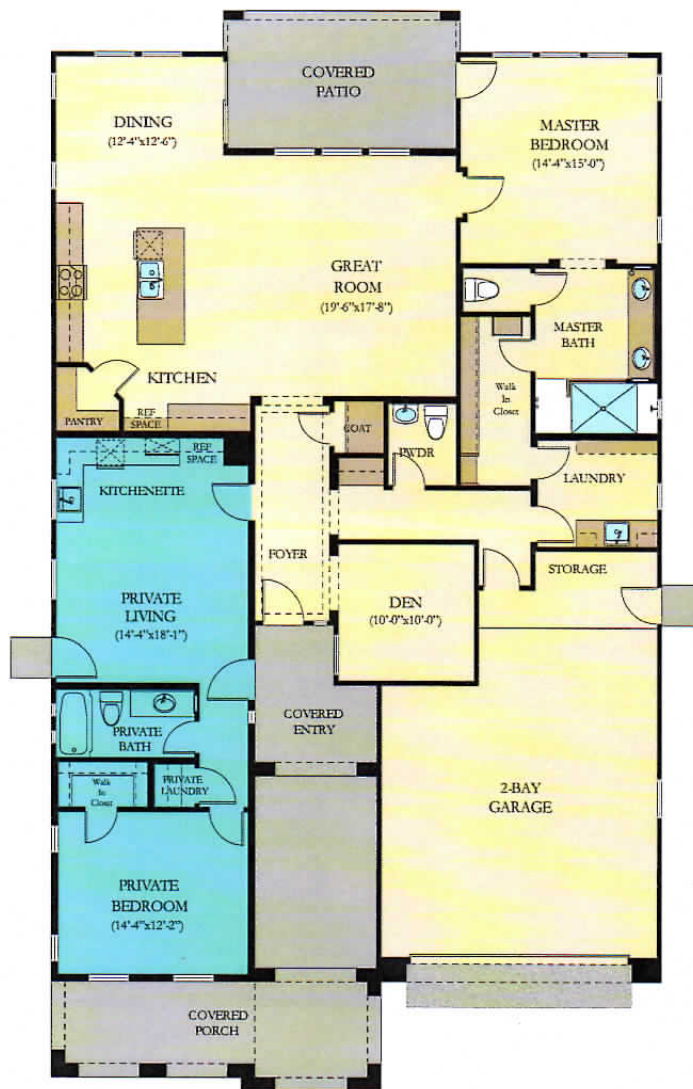 COVERED
PATIO
DINING
(12'-4"x12'-6")
MASTER
BEDROOM
(14'-4"x15'-0")
GREAT
ROOM
(19'-6"x17'-8")
MASTER
BATH
KITCHEN
Walk
In
Closet
PANTRY
REF
SPACE
COAT
PWDR
REF
SPACE
KITCHENETTE
LAUNDRY
FOYER
STORAGE
DEN
(10'-0"x10'-0")
PRIVATE
LIVING
(14'-4"x18'-1")
PRIVATE
BATH
COVERED
ENTRY
Walk
In
Closet
PRIVATE
LAUNDRY
2-BAY
GARAGE
PRIVATE
BEDROOM
(14'-4"x12'-2")
COVERED
PORCH